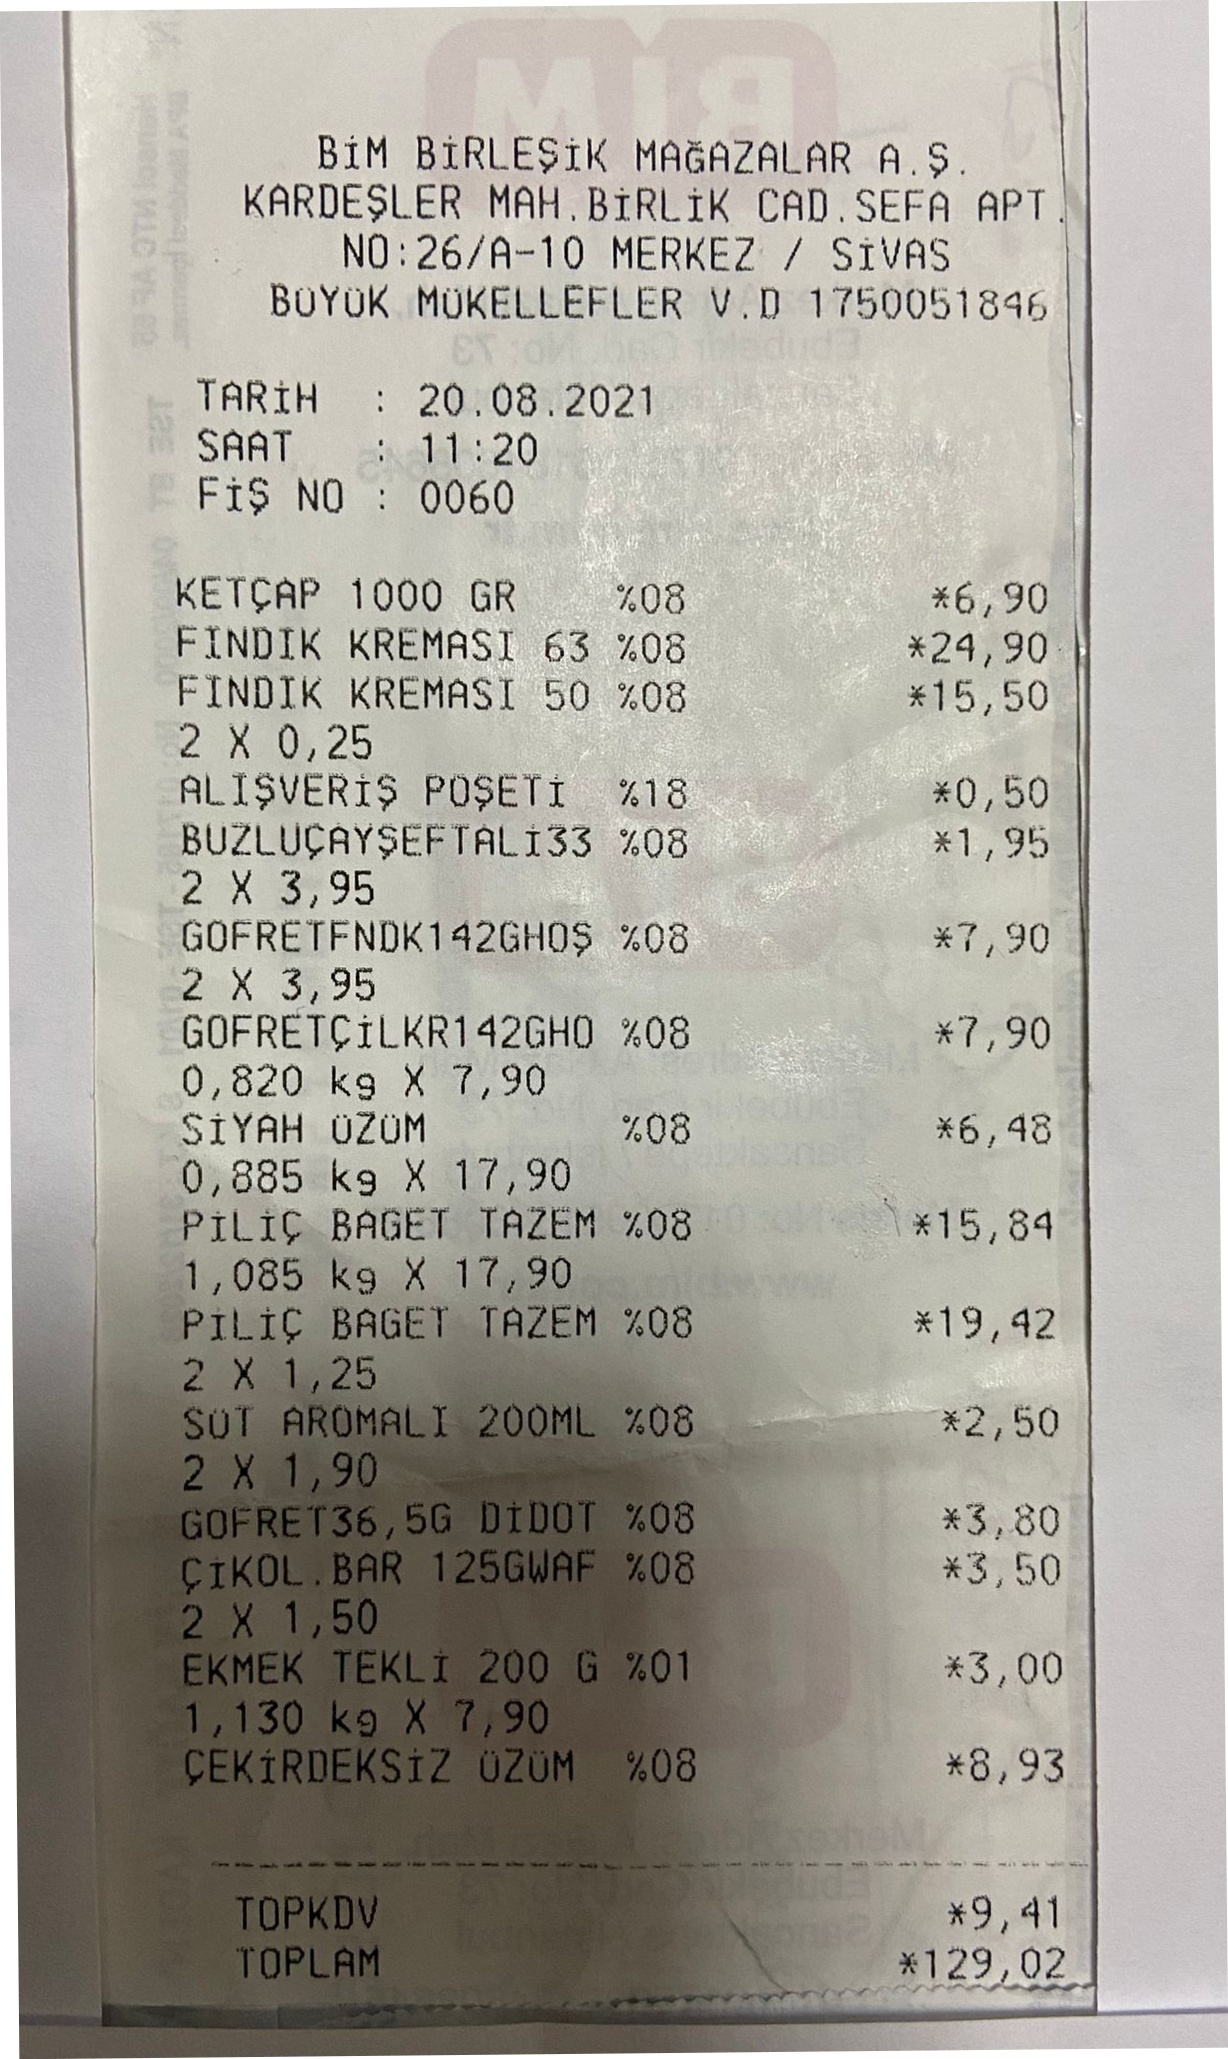 BİM BİRLEŞİK MAĞAZALAR A.Ş.
KARDEŞLER MAH.BİRLİK CAD.SEFA APT.
NO:26/A-10 MERKEZ / SİVAS
BÜYÜK MÜKELLEFLER V.D 1750051846
TARİH : 20.08.2021
SAAT : 11:20
FİŞ NO : 0060
KETÇAP 1000 GR %08 *6,90
FINDIK KREMASI 63 %08 *24,90
FINDIK KREMASI 50 %08 *15,50
2 X 0,25
ALIŞVERİŞ POŞETİ %18 *0,50
BUZLUÇAYŞEFTALİ33 %08 *1,95
2 X 3,95
GOFRETFNDK142GHOŞ %08 *7,90
2 X 3,95
GOFRETÇİLKR142GHO %08 *7,90
0,820 kg X 7,90
SİYAH ÜZÜM %08 *6,48
0,885 kg X 17,90
PİLİÇ BAGET TAZEM %08 *15,84
1,085 kg X 17,90
PİLİÇ BAGET TAZEM %08 *19,42
2 X 1,25
SÜT AROMALI 200ML %08 *2,50
2 X 1,90
GOFRET36,5G DİDOT %08 *3,80
ÇİKOL.BAR 125GWAF %08 *3,50
2 X 1,50
EKMEK TEKLİ 200 G %01 *3,00
1,130 kg X 7,90
ÇEKİRDEKSİZ ÜZÜM %08 *8,93
TOPKDV *9,41
TOPLAM *129,02